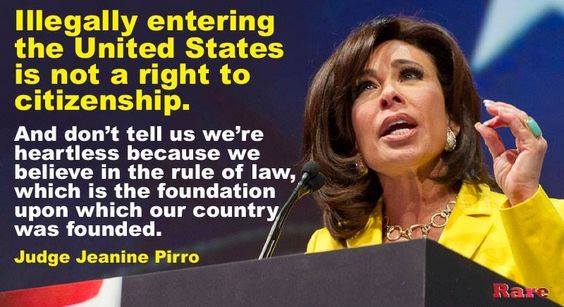 Illegally entering
the United States
is not a right to
citizenship.
And don't tell us we're
heartless because we
believe in the rule of law,
which is the foundation
upon which our country
was founded.
Judge Jeanine Pirro
Rare